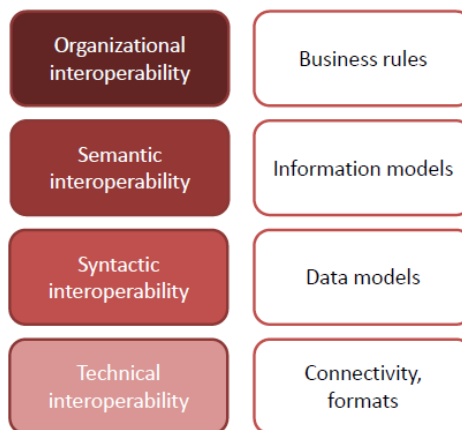 Organizational
interoperability
Business rules
Semantic
interoperability
Information models
Syntactic
interoperability
Data models
Technical
interoperability
Connectivity,
formats